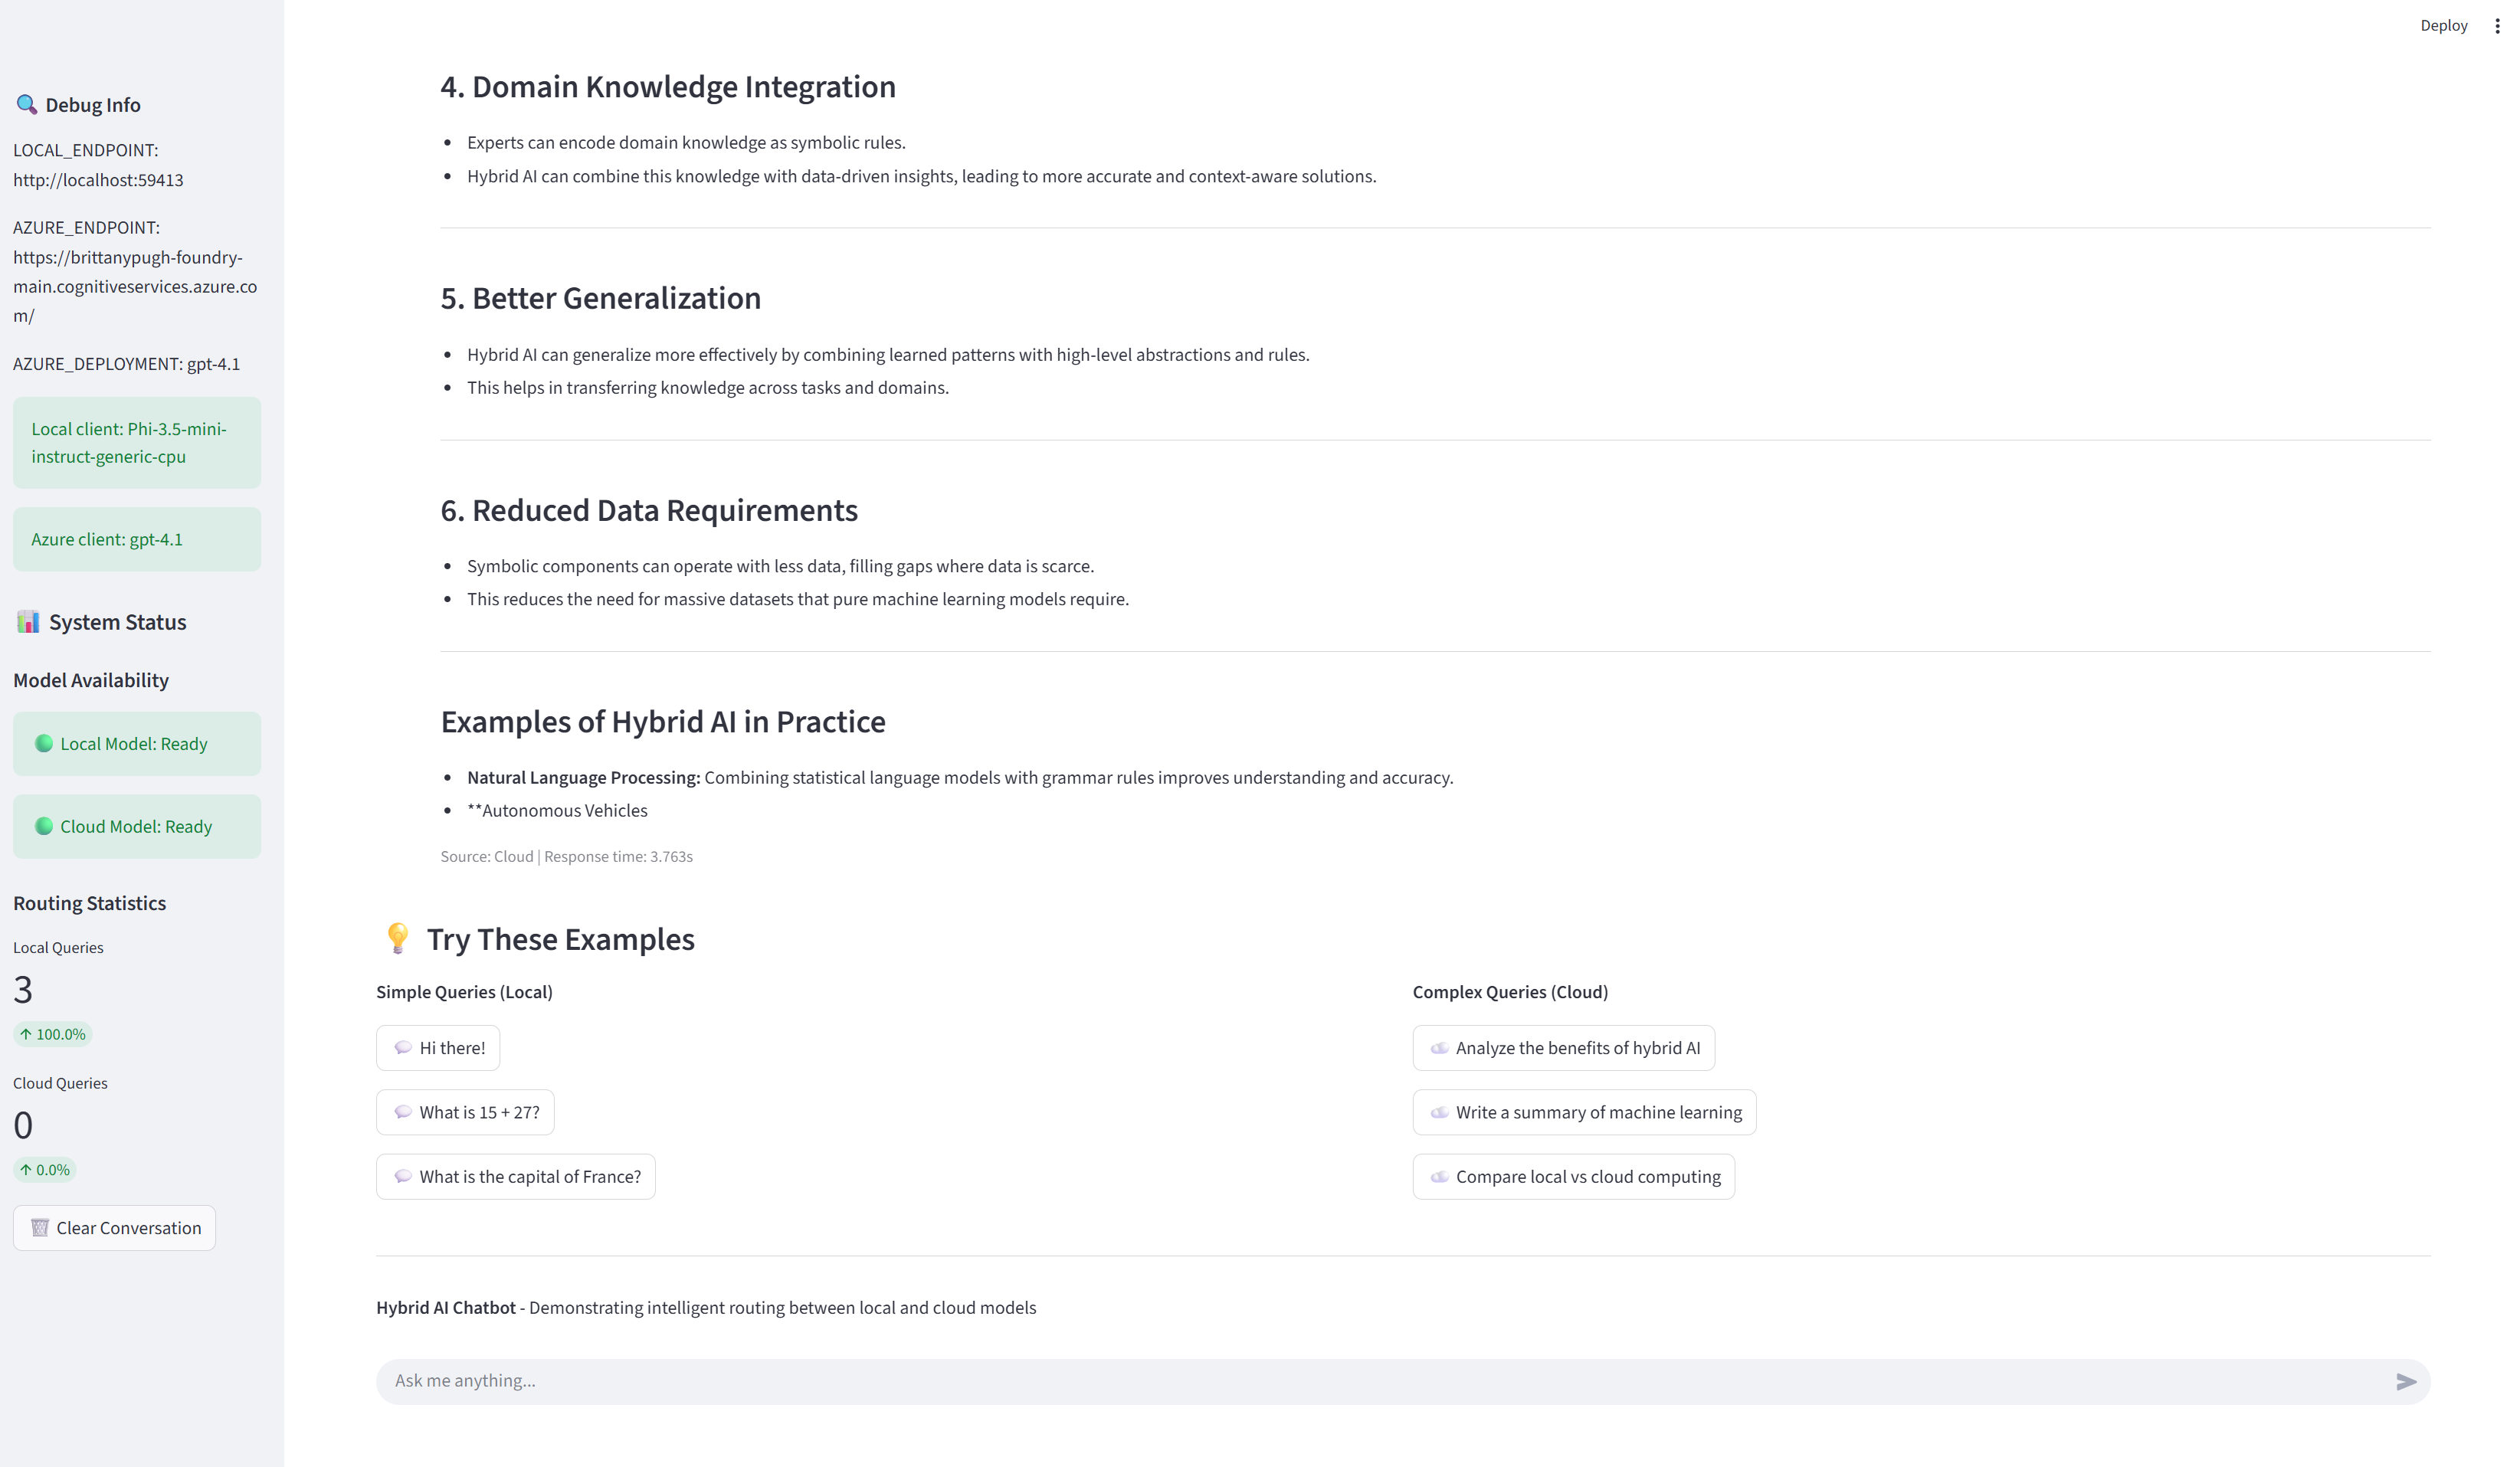 Deploy
Debug Info
LOCAL_ENDPOINT:
http://localhost:59413
AZURE_ENDPOINT:
https://brittanypugh-foundry-
main.cognitiveservices.azure.co
m/
AZURE_DEPLOYMENT: gpt-4.1
Local client: Phi-3.5-mini-
instruct-generic-cpu
Azure client: gpt-4.1
System Status
Model Availability
Local Model: Ready
Cloud Model: Ready
Routing Statistics
Local Queries
3
↑ 100.0%
Cloud Queries
0
↑ 0.0%
Clear Conversation
4. Domain Knowledge Integration
• Experts can encode domain knowledge as symbolic rules.
• Hybrid AI can combine this knowledge with data-driven insights, leading to more accurate and context-aware solutions.
5. Better Generalization
• Hybrid AI can generalize more effectively by combining learned patterns with high-level abstractions and rules.
• This helps in transferring knowledge across tasks and domains.
6. Reduced Data Requirements
• Symbolic components can operate with less data, filling gaps where data is scarce.
• This reduces the need for massive datasets that pure machine learning models require.
Examples of Hybrid AI in Practice
• Natural Language Processing: Combining statistical language models with grammar rules improves understanding and accuracy.
• **Autonomous Vehicles
Source: Cloud | Response time: 3.763s
Try These Examples
Simple Queries (Local)
Hi there!
What is 15 + 27?
What is the capital of France?
Complex Queries (Cloud)
Analyze the benefits of hybrid AI
Write a summary of machine learning
Compare local vs cloud computing
Hybrid AI Chatbot - Demonstrating intelligent routing between local and cloud models
Ask me anything...